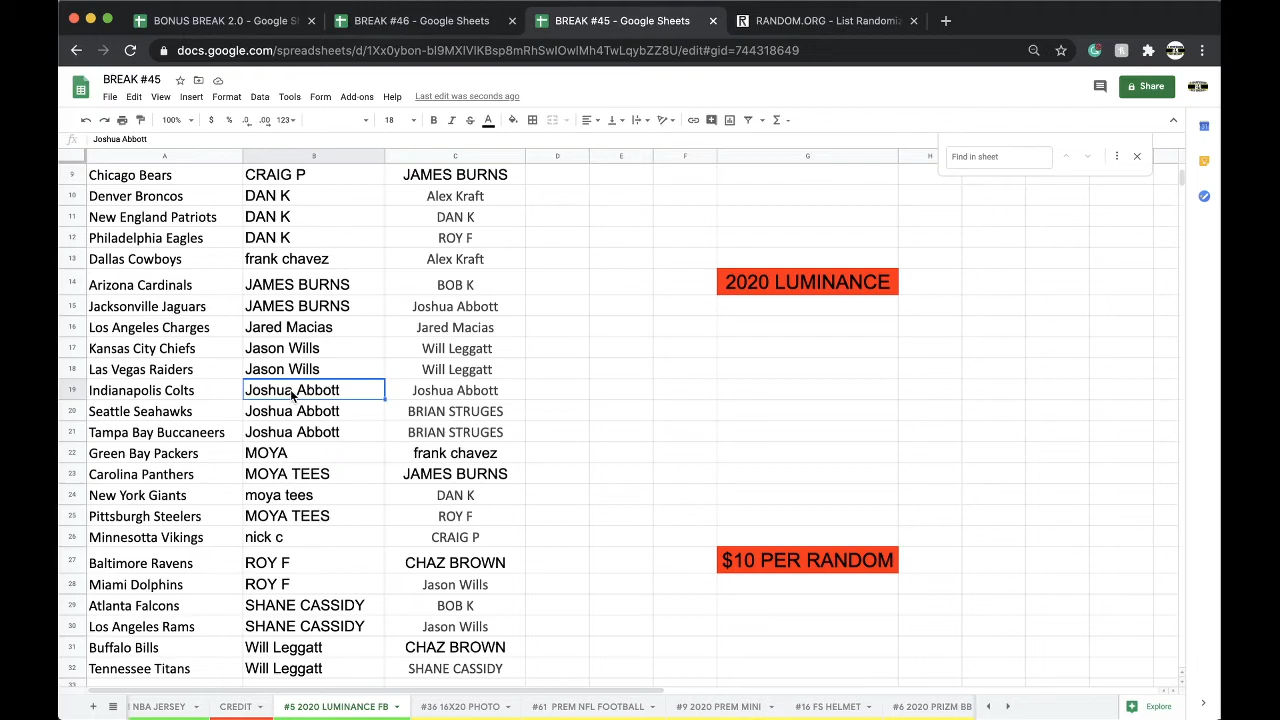 BONUS BREAK 2.0 - Google S
BREAK #46 - Google Sheets
BREAK #45 - Google Sheets
RANDOM.ORG - List Randomiz
docs.google.com/spreadsheets/d/1Xx0ybon-bl9MXIVIKBsp8mRhSwIOwIMh4TwLqybZZ8U/edit#gid=744318649
BREAK #45
File Edit View Insert Format Data Tools Form Add-ons Help Last edit was seconds ago
Share
100% $ % .0 .00 123 18 B I S A
fx Joshua Abbott
Find in sheet
A B C D E F G H
9 Chicago Bears CRAIG P JAMES BURNS
10 Denver Broncos DAN K Alex Kraft
11 New England Patriots DAN K DAN K
12 Philadelphia Eagles DAN K ROY F
13 Dallas Cowboys frank chavez Alex Kraft
14 Arizona Cardinals JAMES BURNS BOB K 2020 LUMINANCE
15 Jacksonville Jaguars JAMES BURNS Joshua Abbott
16 Los Angeles Charges Jared Macias Jared Macias
17 Kansas City Chiefs Jason Wills Will Leggatt
18 Las Vegas Raiders Jason Wills Will Leggatt
19 Indianapolis Colts Joshua Abbott Joshua Abbott
20 Seattle Seahawks Joshua Abbott BRIAN STRUGES
21 Tampa Bay Buccaneers Joshua Abbott BRIAN STRUGES
22 Green Bay Packers MOYA frank chavez
23 Carolina Panthers MOYA TEES JAMES BURNS
24 New York Giants moya tees DAN K
25 Pittsburgh Steelers MOYA TEES ROY F
26 Minnesotta Vikings nick c CRAIG P
27 Baltimore Ravens ROY F CHAZ BROWN $10 PER RANDOM
28 Miami Dolphins ROY F Jason Wills
29 Atlanta Falcons SHANE CASSIDY BOB K
30 Los Angeles Rams SHANE CASSIDY Jason Wills
31 Buffalo Bills Will Leggatt CHAZ BROWN
32 Tennessee Titans Will Leggatt SHANE CASSIDY
33
NBA JERSEY CREDIT #5 2020 LUMINANCE FB #36 16X20 PHOTO #61 PREM NFL FOOTBALL #9 2020 PREM MINI #16 FS HELMET #6 2020 PRIZM BB Explore